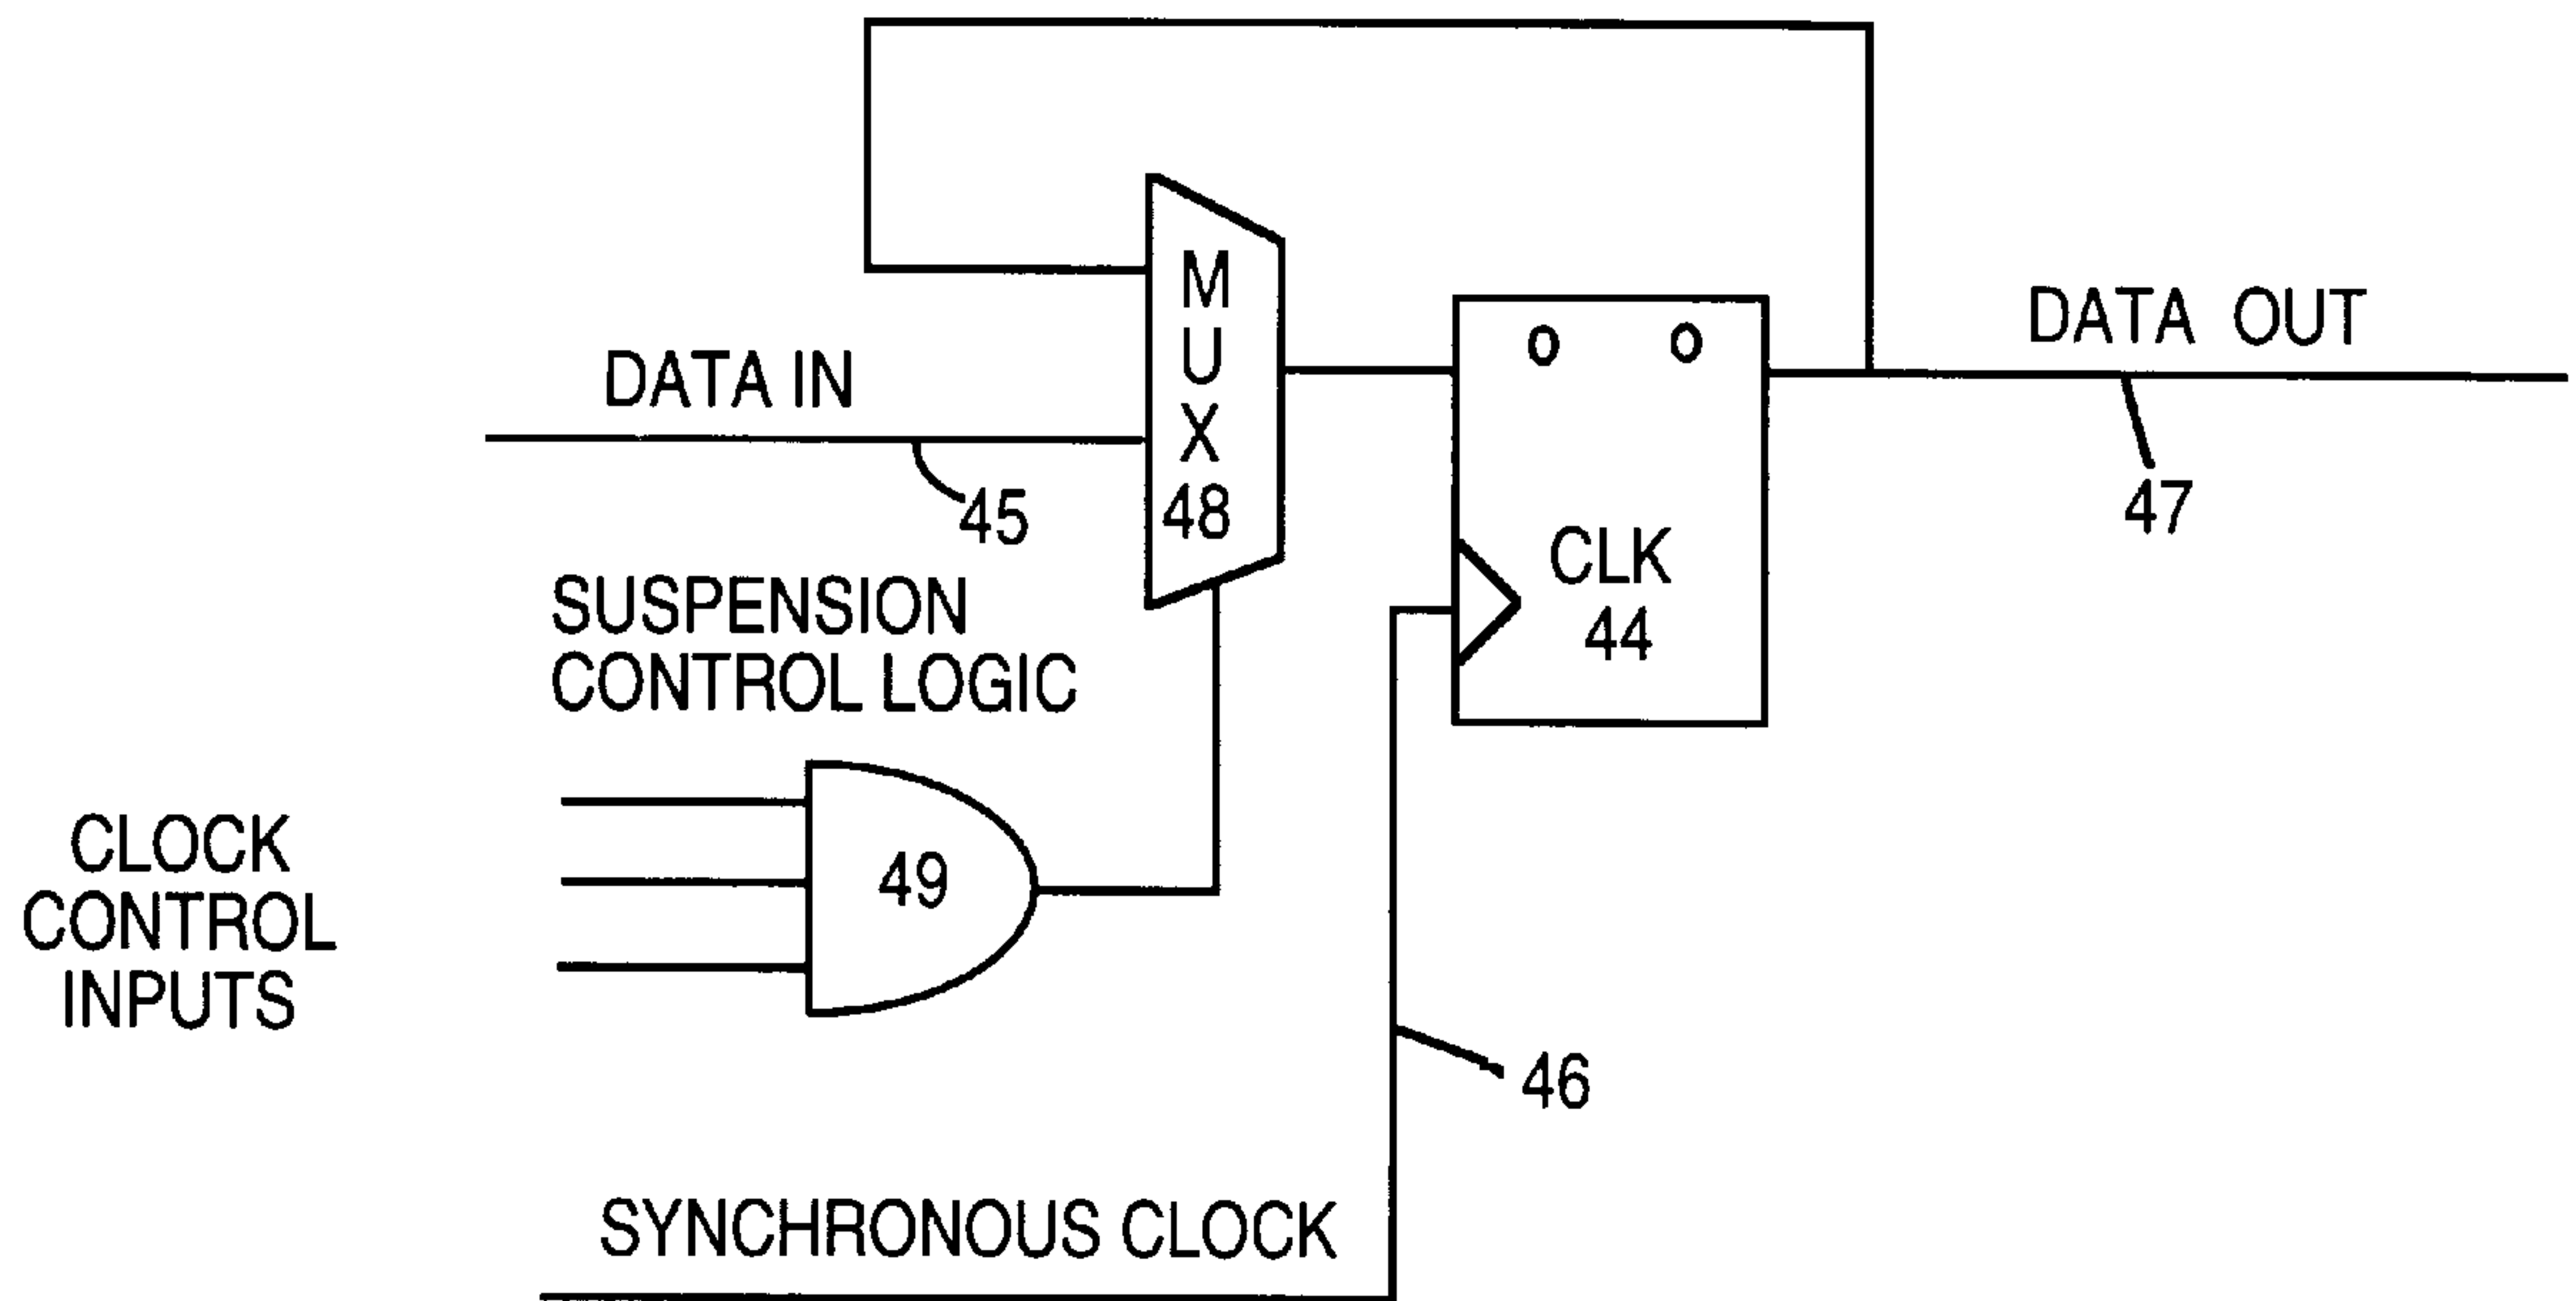 DATA IN
45
MUX
48
O O
CLK
44
DATA OUT
47
SUSPENSION
CONTROL LOGIC
CLOCK
CONTROL
INPUTS
49
46
SYNCHRONOUS CLOCK